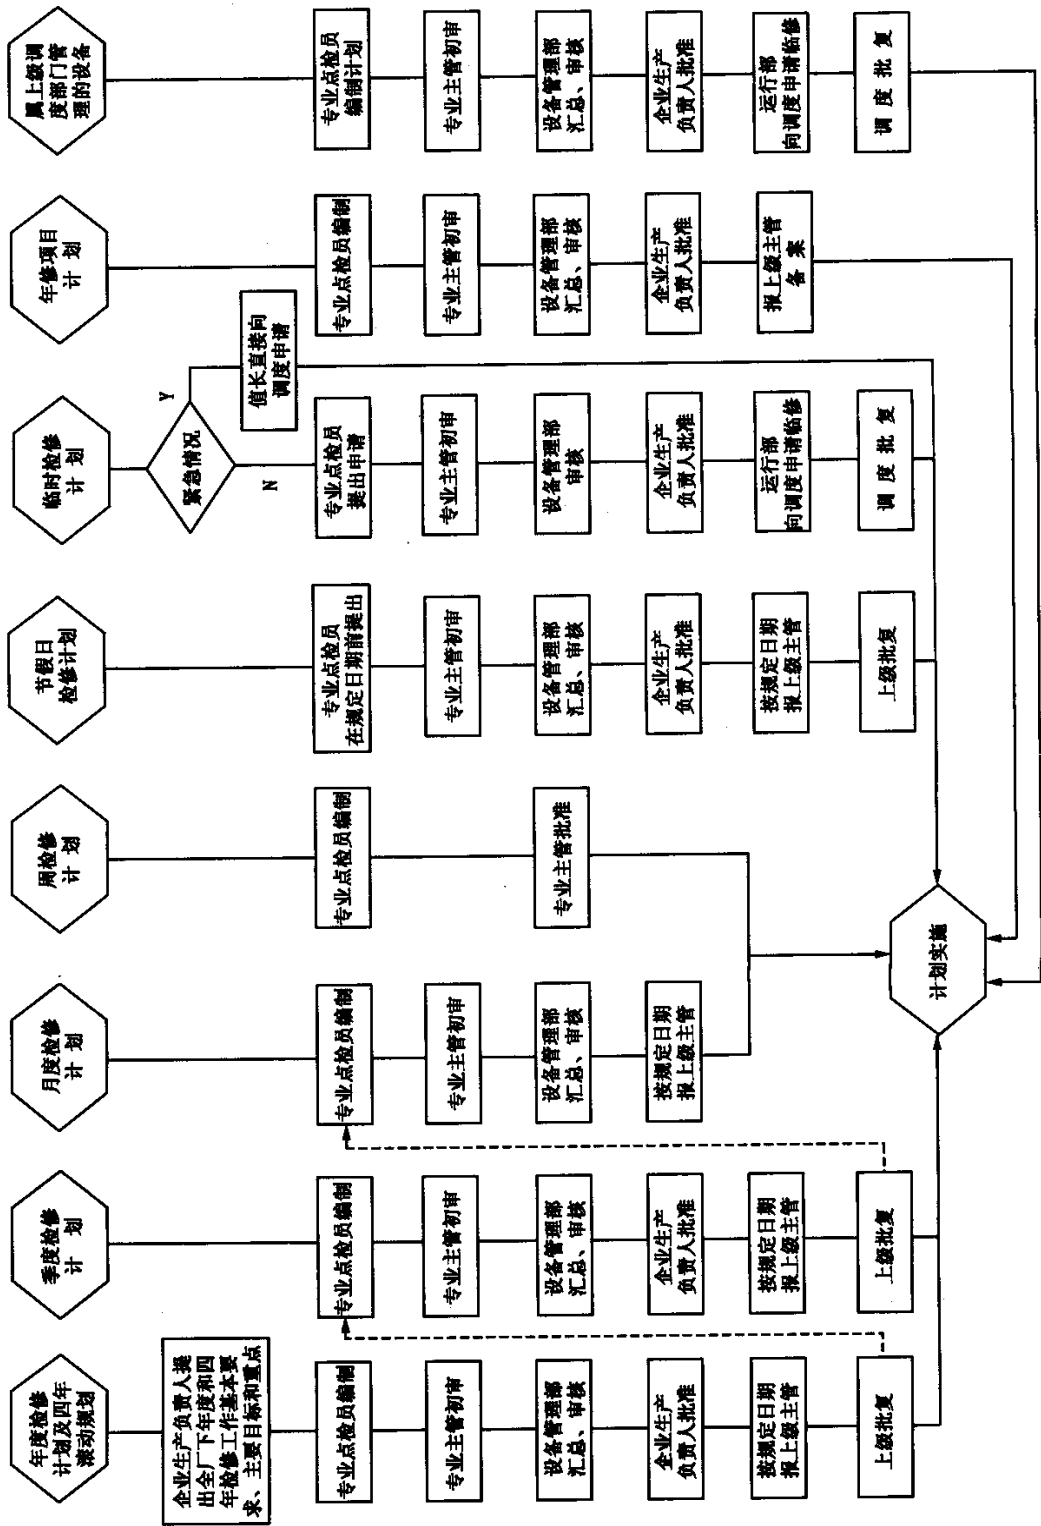 年度检修
计划及四年
滚动规划
企业生产负责人提
出全厂下年度和四
年检修工作基本要
求、主要目标和重点
专业点检员编制
专业主管初审
设备管理部
汇总、审核
企业生产
负责人批准
按规定日期
报上级主管
上级批复
季度检修
计 划
专业点检员编制
专业主管初审
设备管理部
汇总、审核
企业生产
负责人批准
按规定日期
报上级主管
上级批复
月度检修
计 划
专业点检员编制
专业主管初审
设备管理部
汇总、审核
按规定日期
报上级主管
周检修
计 划
专业点检员编制
专业主管批准
节假日
检修计划
专业点检员
在规定日期前提出
专业主管初审
设备管理部
汇总、审核
企业生产
负责人批准
按规定日期
报上级主管
上级批复
临时检修
计 划
紧急情况
Y
N
值长直接向
调度申请
专业点检员
提出申请
专业主管初审
设备管理部
审核
企业生产
负责人批准
运行部
向调度申请临修
调 度 批 复
年修项目
计 划
专业点检员编制
专业主管初审
设备管理部
汇总、审核
企业生产
负责人批准
报上级主管
备 案
属上级调
度部门管
理的设备
专业点检员
编制计划
专业主管初审
设备管理部
汇总、审核
企业生产
负责人批准
运行部
向调度申请临修
调 度 批 复
计划实施